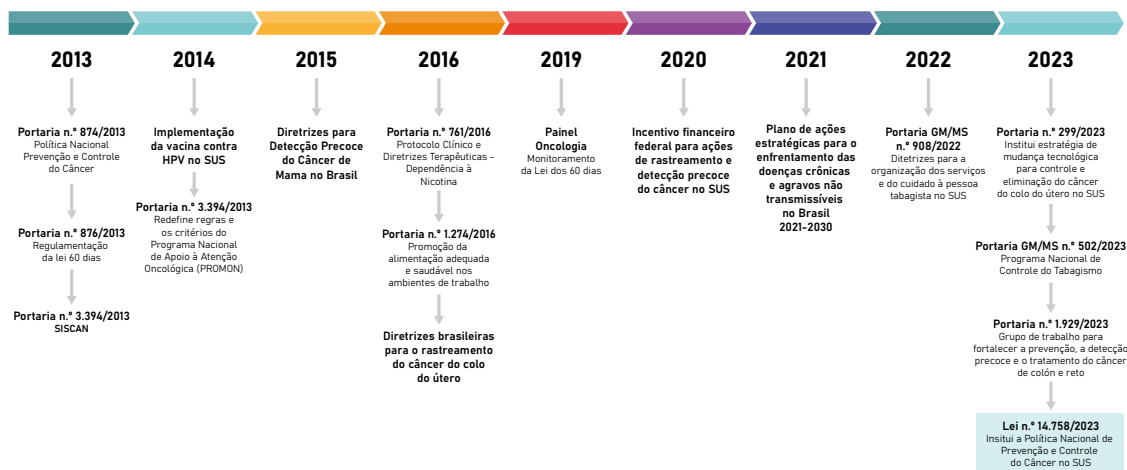 2013
Portaria n.º 874/2013
Política Nacional
Prevenção e Controle
do Câncer
Portaria n.º 876/2013
Regulamentação
da lei 60 dias
Portaria n.º 3.394/2013
SISCAN
2014
Implementação
da vacina contra
HPV no SUS
Portaria n.º 3.394/2013
Redefine regras e
os critérios do
Programa Nacional
de Apoio à Atenção
Oncológica (PROMON)
2015
Diretrizes para
Detecção Precoce
do Câncer de
Mama no Brasil
2016
Portaria n.º 761/2016
Protocolo Clínico e
Diretrizes Terapêuticas -
Dependência à
Nicotina
Portaria n.º 1.274/2016
Promoção da
alimentação adequada
e saudável nos
ambientes de trabalho
Diretrizes brasileiras
para o rastreamento
do câncer do colo
do útero
2019
Painel
Oncologia
Monitoramento
da Lei dos 60 dias
2020
Incentivo financeiro
federal para ações
de rastreamento e
detecção precoce
do câncer no SUS
2021
Plano de ações
estratégicas para o
enfrentamento das
doenças crônicas
e agravos não
transmissíveis
no Brasil
2021-2030
2022
Portaria GM/MS
n.º 908/2022
Ditetrizes para a
organização dos serviços
e do cuidado à pessoa
tabagista no SUS
2023
Portaria n.º 299/2023
Institui estratégia de
mudança tecnológica
para controle e
eliminação do câncer
do colo do útero no SUS
Portaria GM/MS n.º 502/2023
Programa Nacional de
Controle do Tabagismo
Portaria n.º 1.929/2023
Grupo de trabalho para
fortalecer a prevenção, a detecção
precoce e o tratamento do câncer
de colón e reto
Lei n.º 14.758/2023
Insitui a Política Nacional de
Prevenção e Controle
do Câncer no SUS